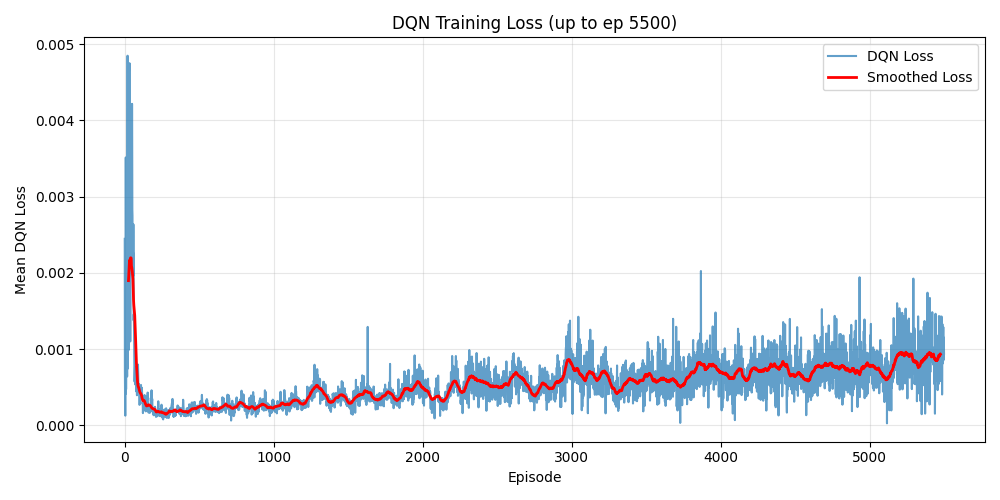 DQN Training Loss (up to ep 5500)
DQN Loss
Smoothed Loss
Mean DQN Loss
0.005
0.004
0.003
0.002
0.001
0.000
0 1000 2000 3000 4000 5000
Episode